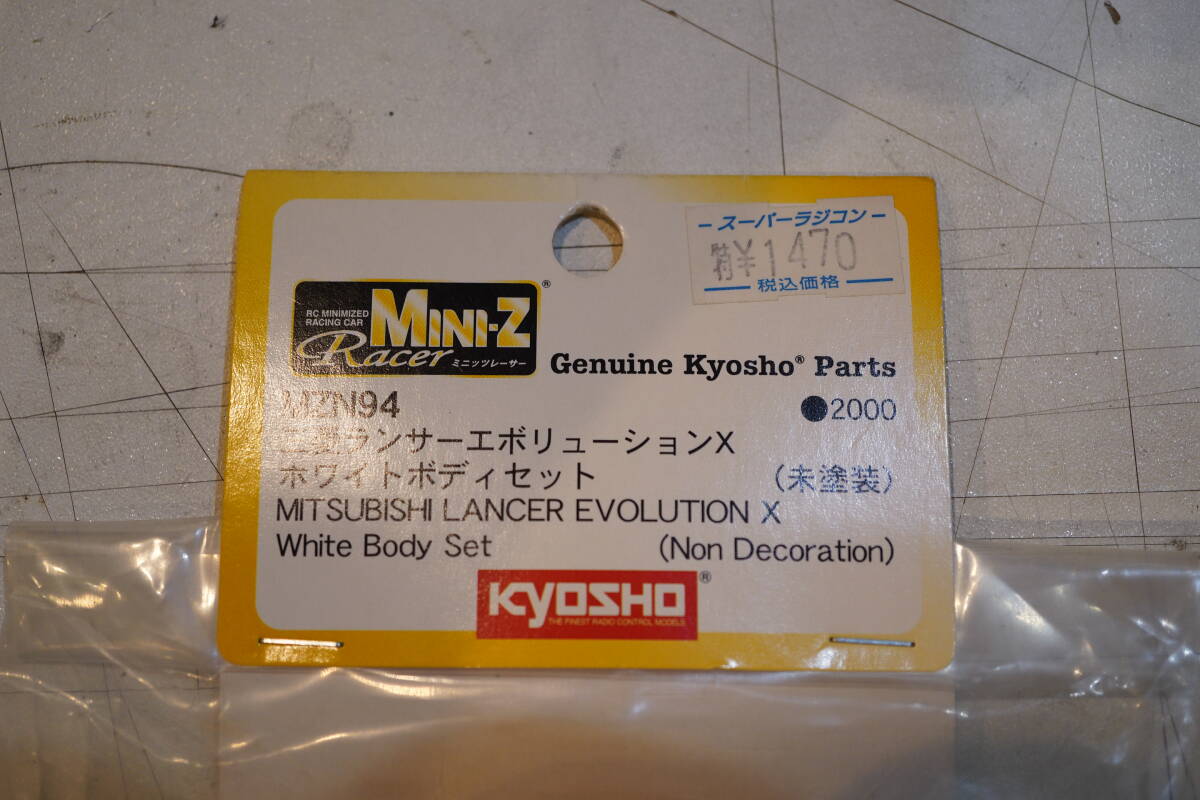 -スーパーラジコン-
特¥1470
税込価格
RC MINIMIZED
RACING CAR
MINI-Z®
Racer
ミニッツレーサー
Genuine Kyosho® Parts
MZN94
●2000
三菱ランサーエボリューションX
ホワイトボディセット (未塗装)
MITSUBISHI LANCER EVOLUTION X
White Body Set (Non Decoration)
KYOSHO®
THE FINEST RADIO CONTROL MODELS